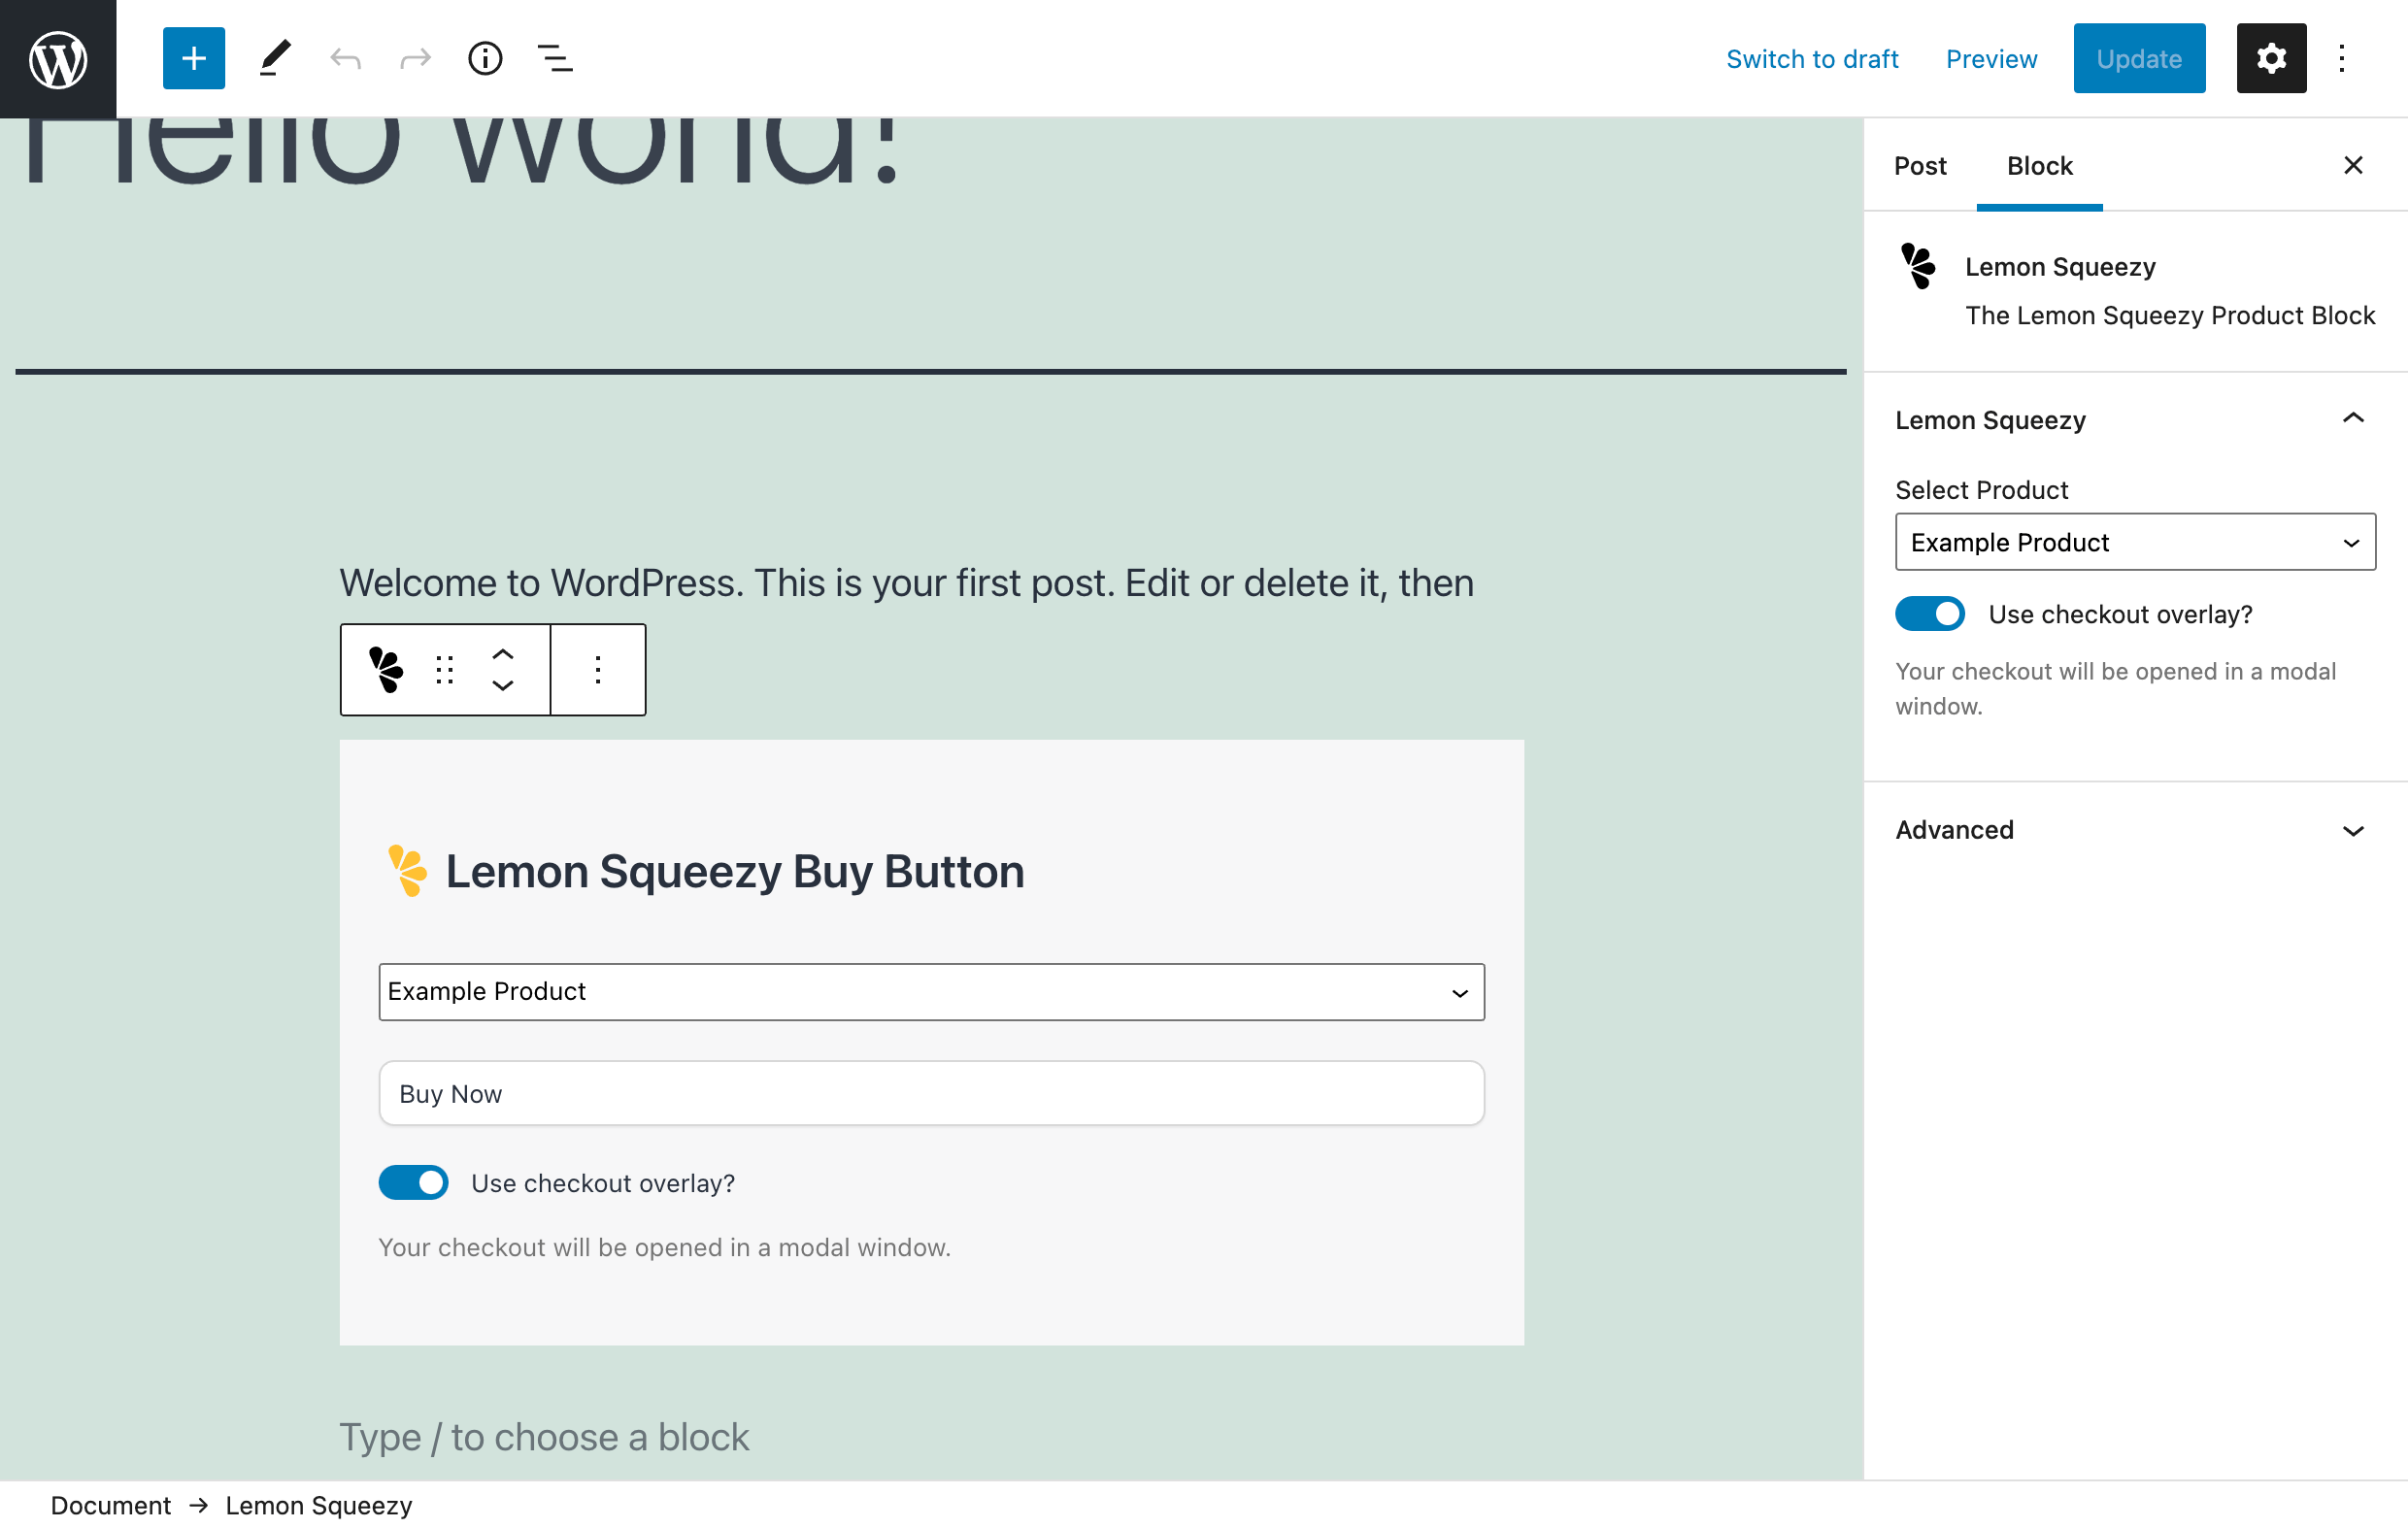 Switch to draft
Preview
Update
Hello world!
Welcome to WordPress. This is your first post. Edit or delete it, then
Lemon Squeezy Buy Button
Example Product
Buy Now
Use checkout overlay?
Your checkout will be opened in a modal window.
Type / to choose a block
Post
Block
Lemon Squeezy
The Lemon Squeezy Product Block
Lemon Squeezy
Select Product
Example Product
Use checkout overlay?
Your checkout will be opened in a modal
window.
Advanced
Document → Lemon Squeezy